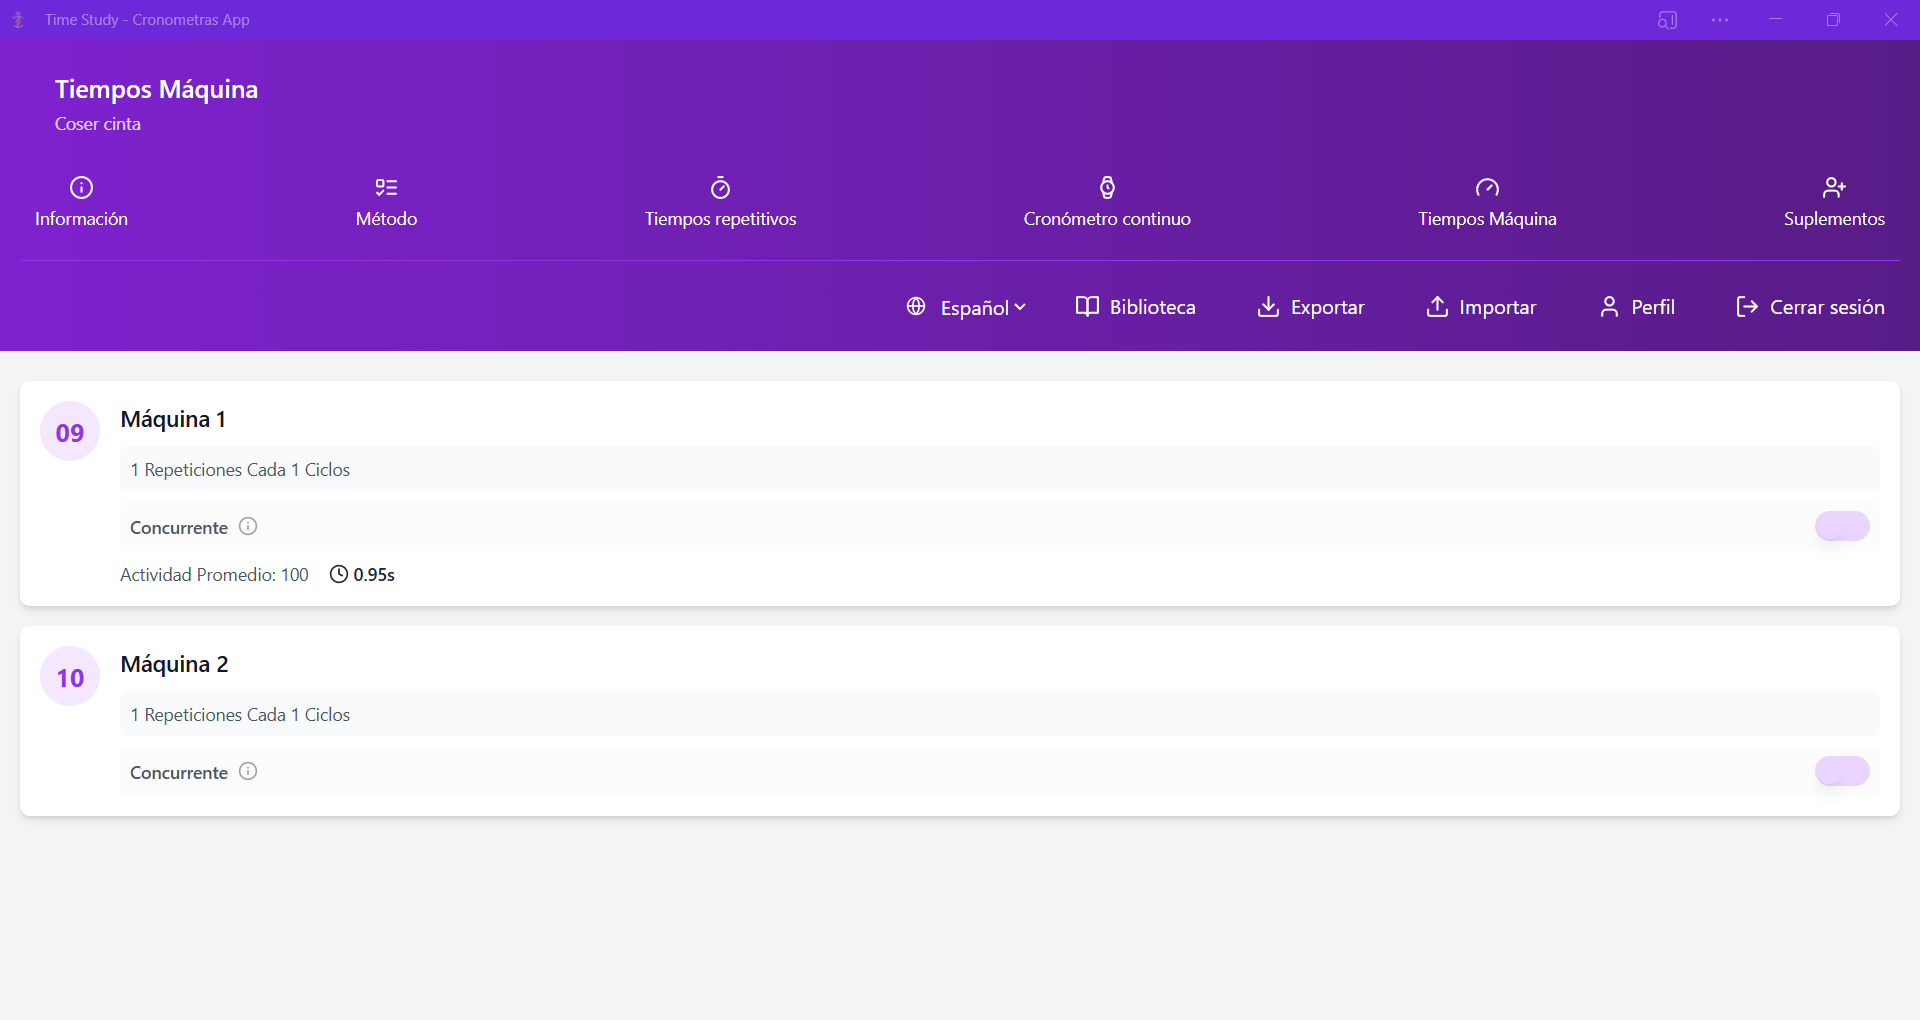 Time Study - Cronometras App
Tiempos Máquina
Coser cinta
Información
Método
Tiempos repetitivos
Cronómetro continuo
Tiempos Máquina
Suplementos
Español
Biblioteca
Exportar
Importar
Perfil
Cerrar sesión
09
Máquina 1
1 Repeticiones Cada 1 Ciclos
Concurrente
Actividad Promedio: 100 0.95s
10
Máquina 2
1 Repeticiones Cada 1 Ciclos
Concurrente